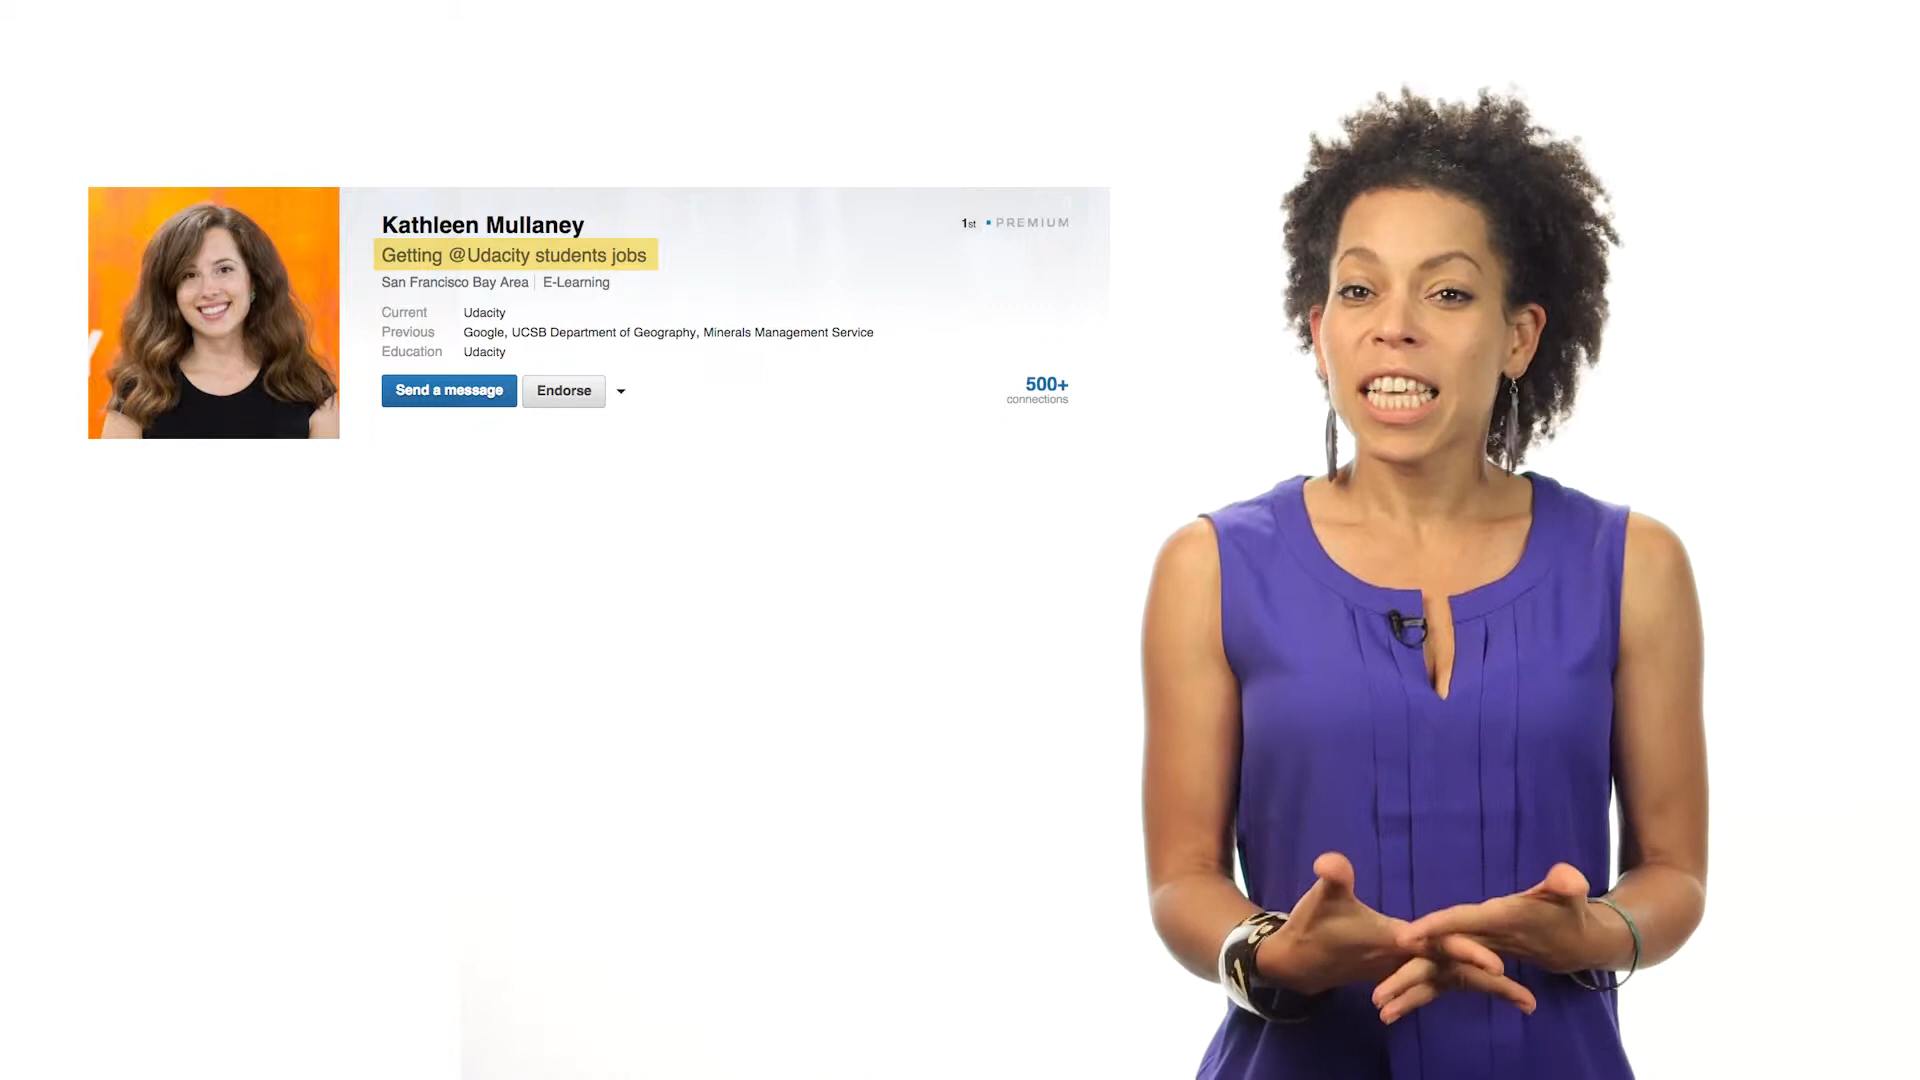 Kathleen Mullaney
1st PREMIUM
Getting @Udacity students jobs
San Francisco Bay Area | E-Learning
Current Udacity
Previous Google, UCSB Department of Geography, Minerals Management Service
Education Udacity
Send a message Endorse
500+
connections